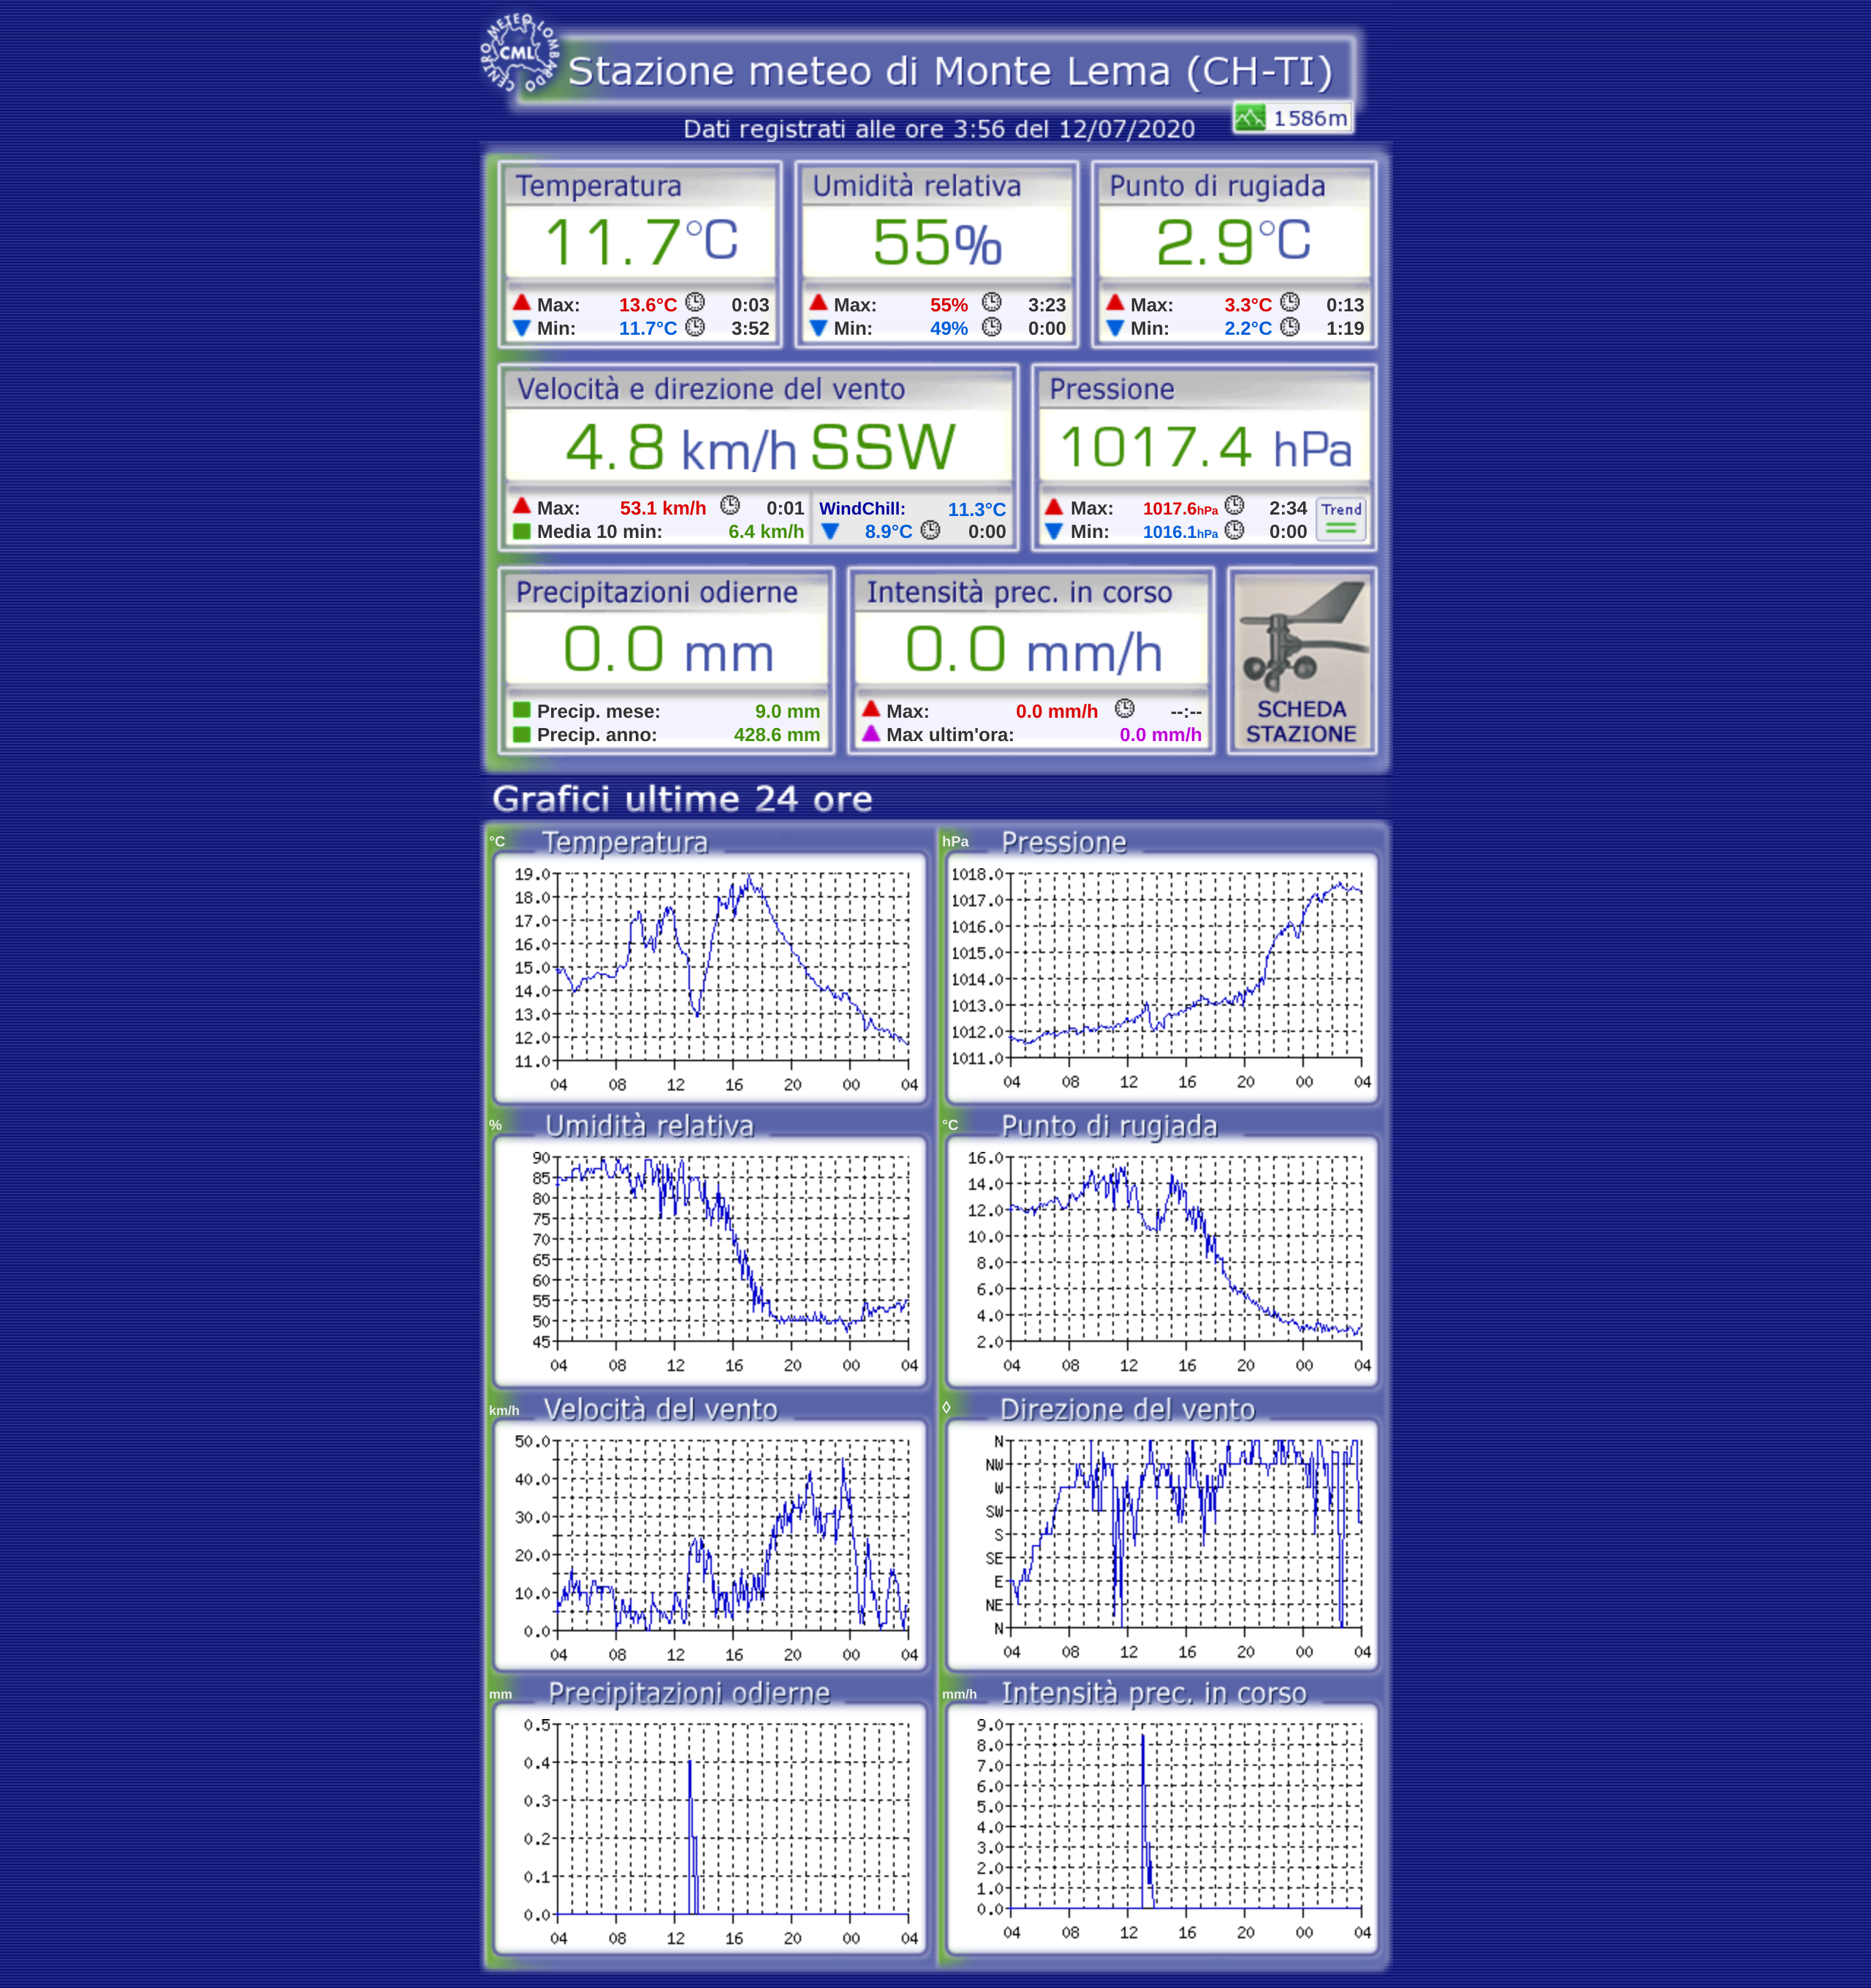 CENTRO METEO LOMBARDO
CML
Stazione meteo di Monte Lema (CH-TI)
1586m
Dati registrati alle ore 3:56 del 12/07/2020
Temperatura
11.7°C
Max: 13.6°C 0:03
Min: 11.7°C 3:52
Umidità relativa
55%
Max: 55% 3:23
Min: 49% 0:00
Punto di rugiada
2.9°C
Max: 3.3°C 0:13
Min: 2.2°C 1:19
Velocità e direzione del vento
4.8 km/h SSW
Max: 53.1 km/h 0:01
Media 10 min: 6.4 km/h
WindChill: 11.3°C
8.9°C 0:00
Pressione
1017.4 hPa
Max: 1017.6hPa 2:34
Min: 1016.1hPa 0:00
Trend
Precipitazioni odierne
0.0 mm
Precip. mese: 9.0 mm
Precip. anno: 428.6 mm
Intensità prec. in corso
0.0 mm/h
Max: 0.0 mm/h --:--
Max ultim'ora: 0.0 mm/h
SCHEDA
STAZIONE
Grafici ultime 24 ore
°C Temperatura
19.0
18.0
17.0
16.0
15.0
14.0
13.0
12.0
11.0
04 08 12 16 20 00 04
hPa Pressione
1018.0
1017.0
1016.0
1015.0
1014.0
1013.0
1012.0
1011.0
04 08 12 16 20 00 04
% Umidità relativa
90
85
80
75
70
65
60
55
50
45
04 08 12 16 20 00 04
°C Punto di rugiada
16.0
14.0
12.0
10.0
8.0
6.0
4.0
2.0
04 08 12 16 20 00 04
km/h Velocità del vento
50.0
40.0
30.0
20.0
10.0
0.0
04 08 12 16 20 00 04
◊ Direzione del vento
N
NW
W
SW
S
SE
E
NE
N
04 08 12 16 20 00 04
mm Precipitazioni odierne
0.5
0.4
0.3
0.2
0.1
0.0
04 08 12 16 20 00 04
mm/h Intensità prec. in corso
9.0
8.0
7.0
6.0
5.0
4.0
3.0
2.0
1.0
0.0
04 08 12 16 20 00 04